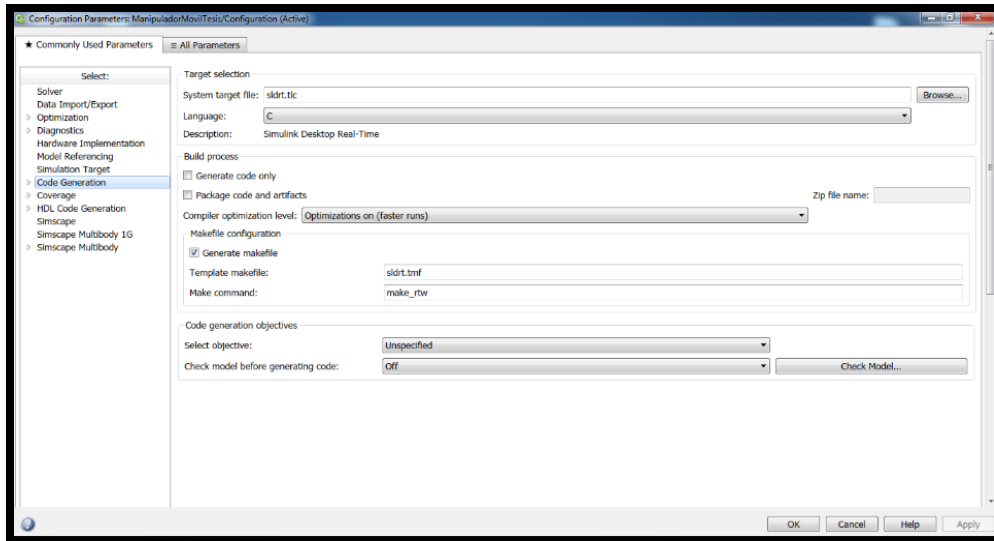 Configuration Parameters: ManipuladorMovilTesis/Configuration (Active)
★ Commonly Used Parameters
≡ All Parameters
Select:
Solver
Data Import/Export
Optimization
Diagnostics
Hardware Implementation
Model Referencing
Simulation Target
Code Generation
Coverage
HDL Code Generation
Simscape
Simscape Multibody 1G
Simscape Multibody
Target selection
System target file: sldrt.tlc Browse...
Language: C
Description: Simulink Desktop Real-Time
Build process
Generate code only
Package code and artifacts Zip file name:
Compiler optimization level: Optimizations on (faster runs)
Makefile configuration
Generate makefile
Template makefile: sldrt.tmf
Make command: make_rtw
Code generation objectives
Select objective: Unspecified
Check model before generating code: Off Check Model...
OK Cancel Help Apply